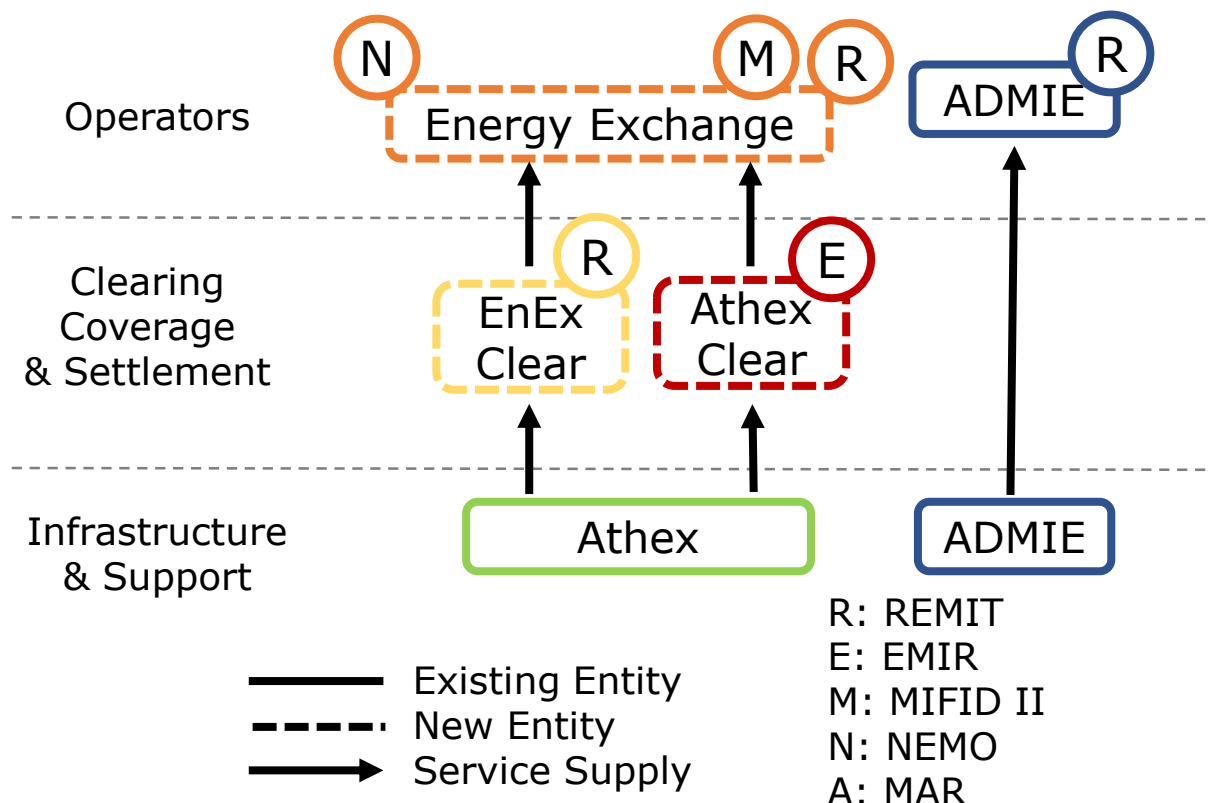 N
M
R
R
Operators
Energy Exchange
ADMIE
R
E
Clearing
Coverage
& Settlement
EnEx
Clear
Athex
Clear
Infrastructure
& Support
Athex
ADMIE
R: REMIT
E: EMIR
M: MIFID II
N: NEMO
A: MAR
Existing Entity
New Entity
Service Supply